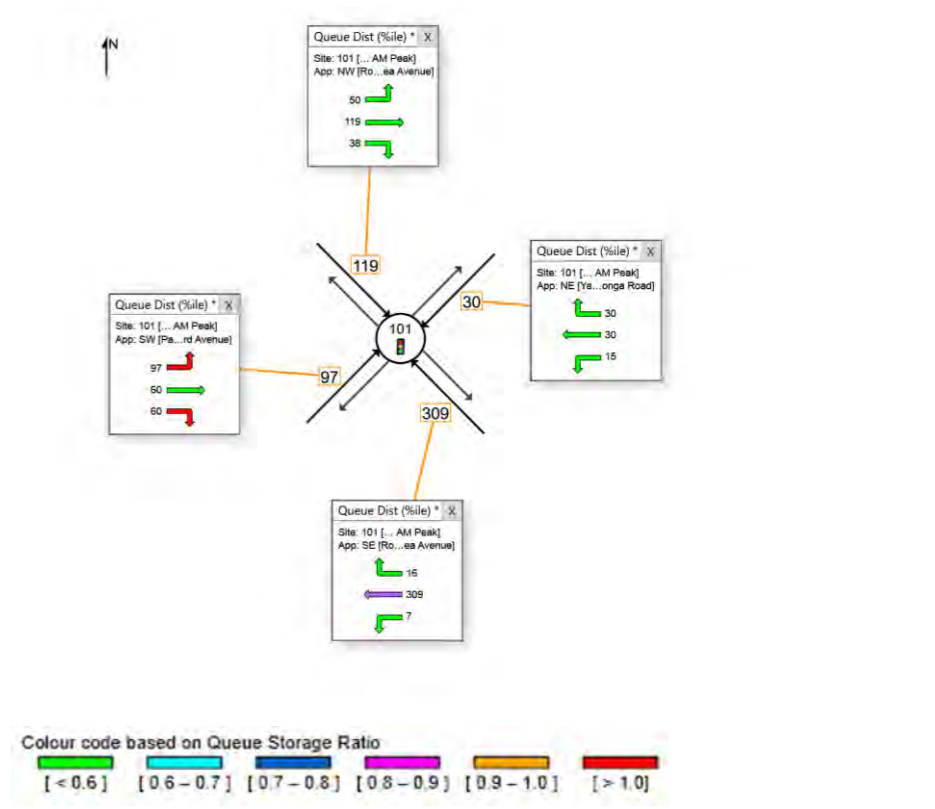 N
Queue Dist (%ile) * X
Site: 101 [... AM Peak]
App: NW [Ro...ea Avenue]
50
119
38
119
Queue Dist (%ile) * X
Site: 101 [... AM Peak]
App: NE [Ya...onga Road]
30
30
15
30
101
Queue Dist (%ile) * X
Site: 101 [... AM Peak]
App: SW [Pa...rd Avenue]
97
60
60
97
309
Queue Dist (%ile) * X
Site: 101 [... AM Peak]
App: SE [Ro...ea Avenue]
16
309
7
Colour code based on Queue Storage Ratio
[ < 0.6 ] [ 0.6 – 0.7 ] [ 0.7 – 0.8 ] [ 0.8 – 0.9 ] [ 0.9 – 1.0 ] [ > 1.0 ]